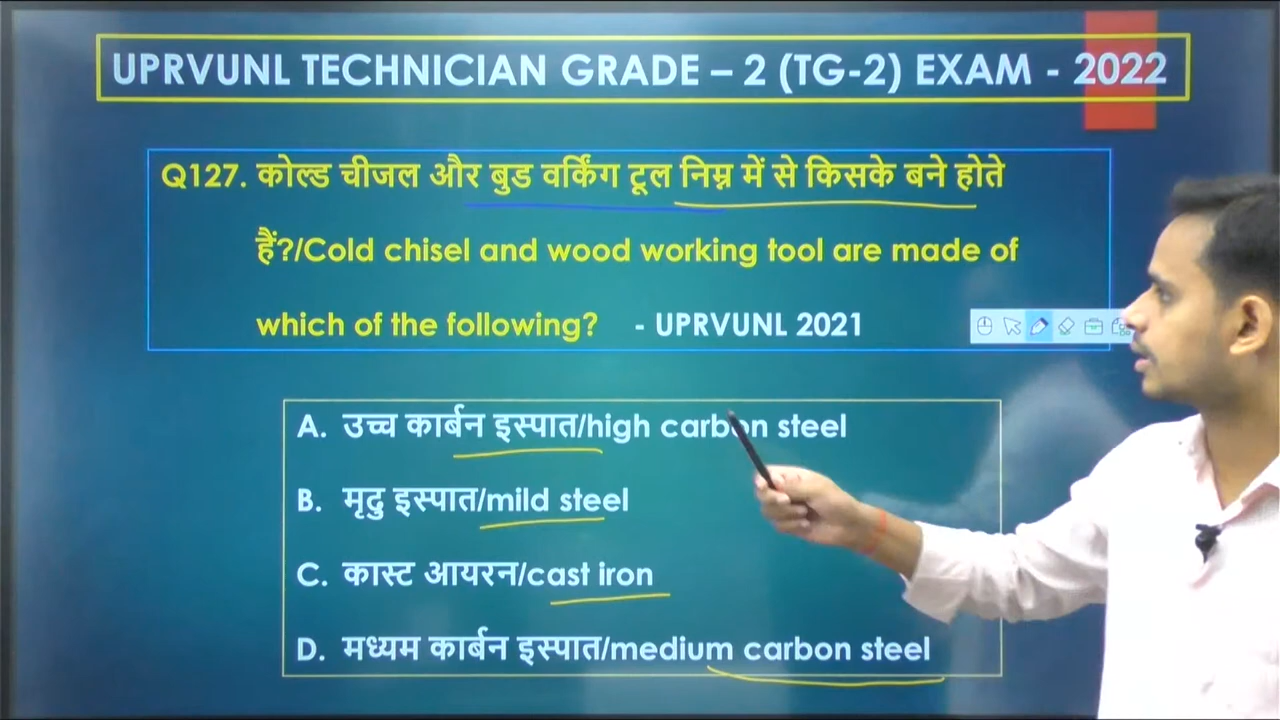 UPRVUNL TECHNICIAN GRADE – 2 (TG-2) EXAM - 2022
Q127. कोल्ड चीजल और बुड वर्किंग टूल निम्न में से किसके बने होते
हैं?/Cold chisel and wood working tool are made of
which of the following? - UPRVUNL 2021
A. उच्च कार्बन इस्पात/high carbon steel
B. मृदु इस्पात/mild steel
C. कास्ट आयरन/cast iron
D. मध्यम कार्बन इस्पात/medium carbon steel